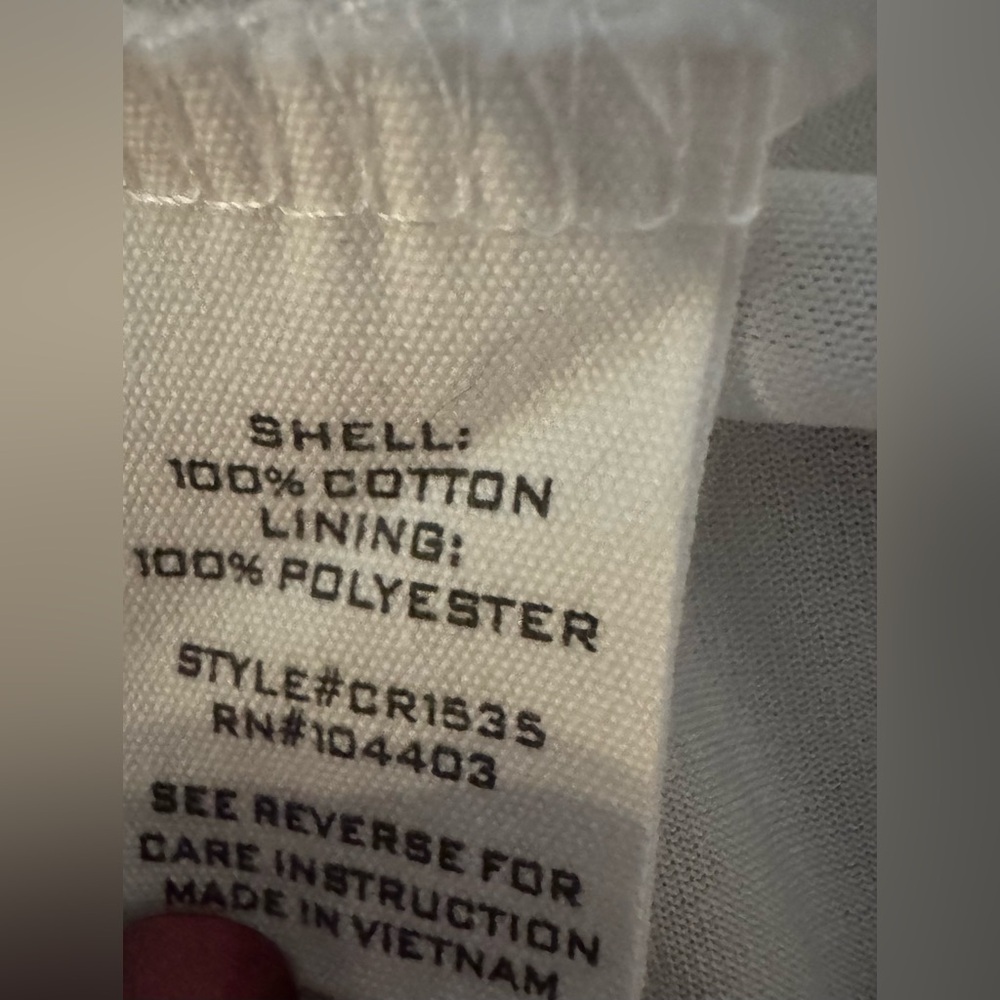 SHELL:
100% COTTON
LINING:
100% POLYESTER
STYLE#CR1535
RN#104403
SEE REVERSE FOR
CARE INSTRUCTION
MADE IN VIETNAM